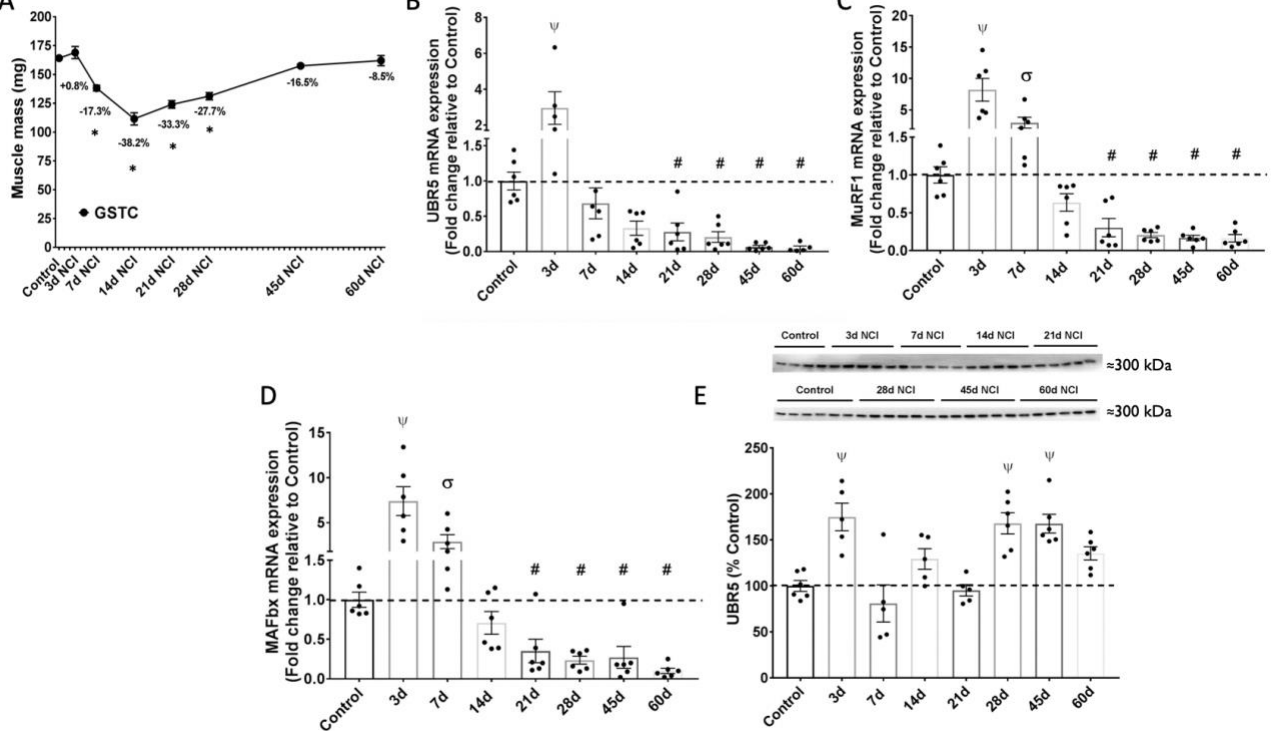 A
Muscle mass (mg)
200
175
150
125
100
75
50
25
0
+0.8%
-17.3%
*
-38.2%
*
-33.3%
*
-27.7%
*
-16.5%
-8.5%
GSTC
Control
3d NCI
7d NCI
14d NCI
21d NCI
28d NCI
45d NCI
60d NCI
B
UBR5 mRNA expression
(Fold change relative to Control)
8
6
4
2
1.5
1.0
0.5
0.0
ψ
# # # #
Control 3d 7d 14d 21d 28d 45d 60d
C
MuRF1 mRNA expression
(Fold change relative to Control)
20
15
10
5
1.5
1.0
0.5
0.0
ψ
σ
# # # #
Control 3d 7d 14d 21d 28d 45d 60d
D
MAFbx mRNA expression
(Fold change relative to Control)
15
10
5
1.5
1.0
0.5
0.0
ψ
σ
# # # #
Control 3d 7d 14d 21d 28d 45d 60d
E
Control 3d NCI 7d NCI 14d NCI 21d NCI
≈300 kDa
Control 28d NCI 45d NCI 60d NCI
≈300 kDa
UBR5 (% Control)
250
200
150
100
50
0
ψ ψ ψ
Control 3d 7d 14d 21d 28d 45d 60d